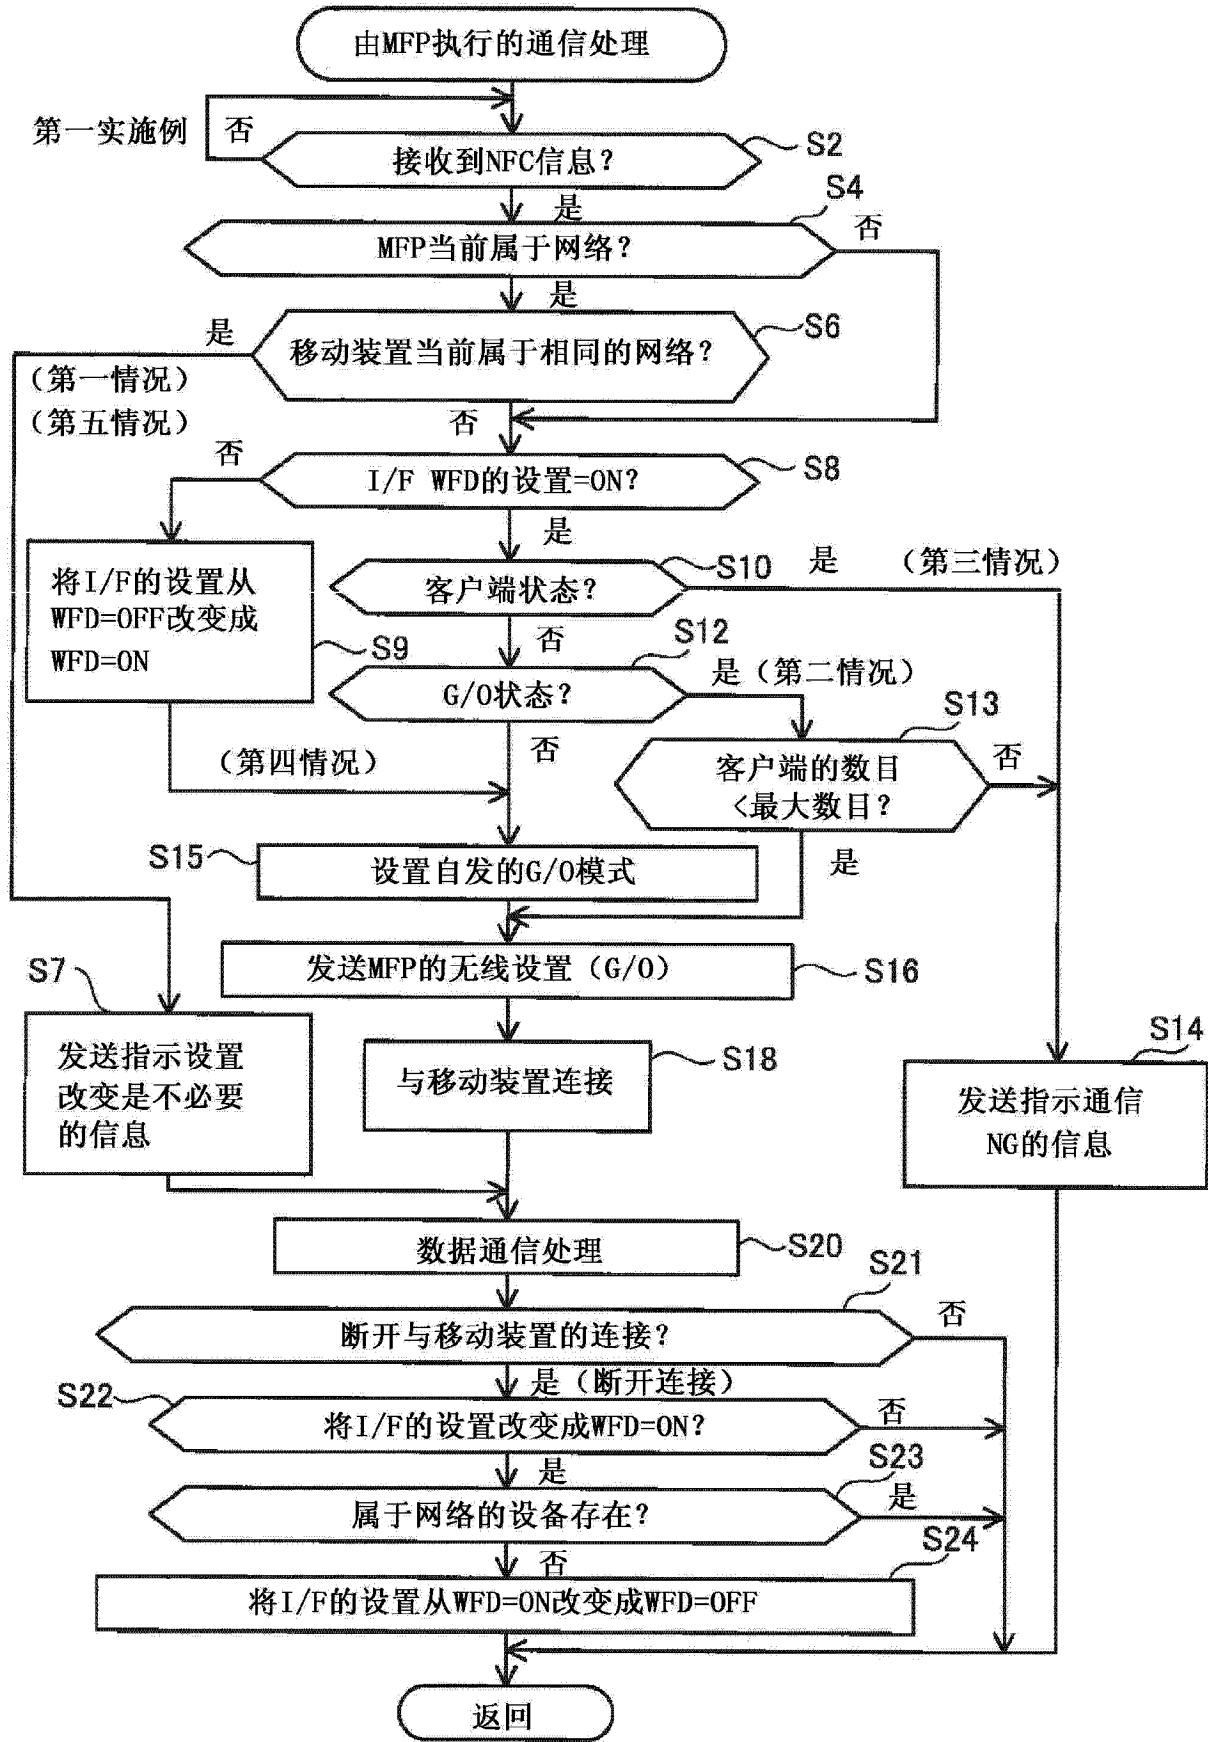 由MFP执行的通信处理
第一实施例
否
接收到NFC信息?
S2
是
S4
MFP当前属于网络?
否
是
S6
是
移动装置当前属于相同的网络?
(第一情况)
(第五情况)
否
否
I/F WFD的设置=ON?
S8
是
将I/F的设置从
WFD=OFF改变成
WFD=ON
S9
客户端状态?
S10
是
(第三情况)
否
S12
G/O状态?
是(第二情况)
S13
否
(第四情况)
客户端的数目
<最大数目?
否
是
S15
设置自发的G/O模式
发送MFP的无线设置(G/O)
S16
S7
发送指示设置
改变是不必要
的信息
与移动装置连接
S18
S14
发送指示通信
NG的信息
数据通信处理
S20
S21
断开与移动装置的连接?
否
是(断开连接)
S22
将I/F的设置改变成WFD=ON?
否
是
S23
属于网络的设备存在?
是
否
S24
将I/F的设置从WFD=ON改变成WFD=OFF
返回